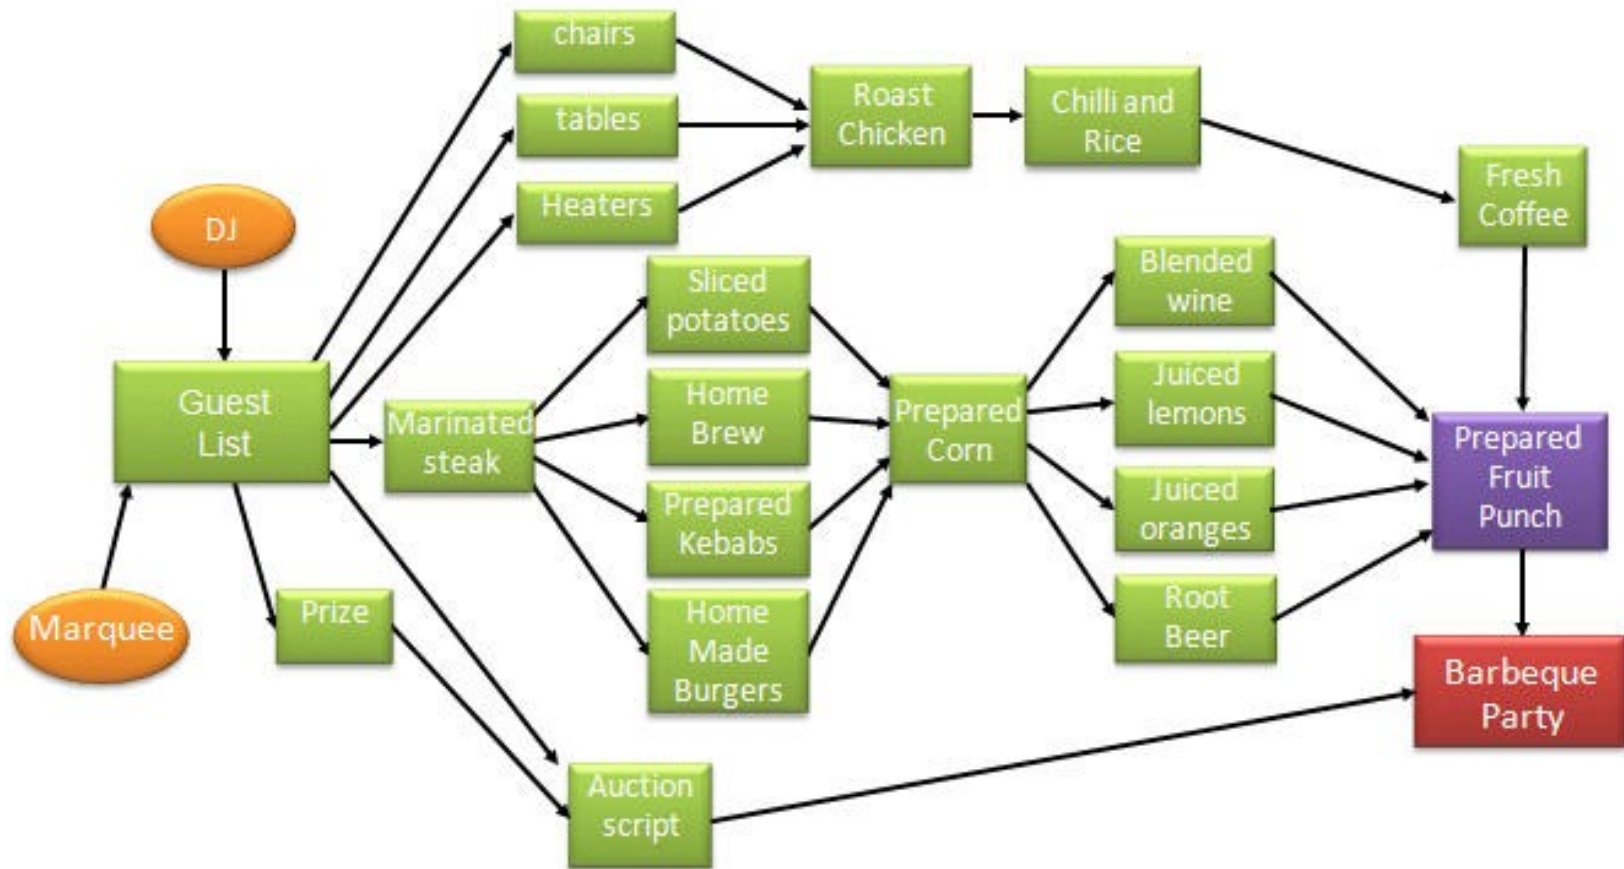 chairs
tables
Heaters
Roast
Chicken
Chilli and
Rice
Fresh
Coffee
DJ
Guest
List
Marquee
Prize
Marinated
steak
Sliced
potatoes
Home
Brew
Prepared
Kebabs
Home
Made
Burgers
Prepared
Corn
Blended
wine
Juiced
lemons
Juiced
oranges
Root
Beer
Prepared
Fruit
Punch
Barbeque
Party
Auction
script